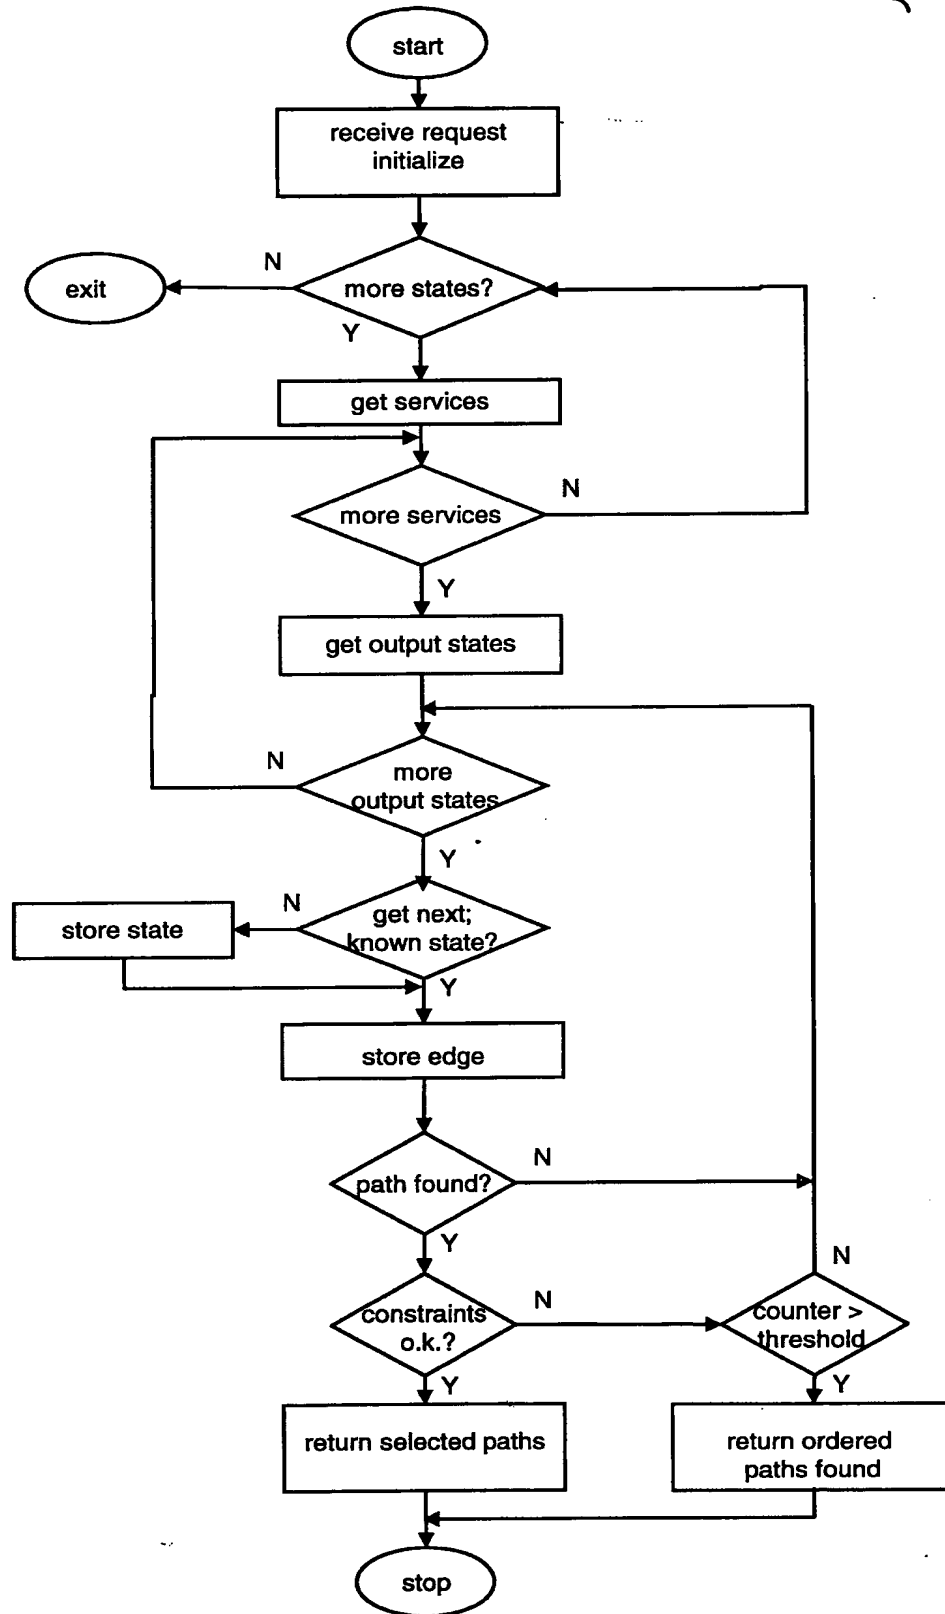 start
receive request
initialize
N
exit
more states?
Y
get services
N
more services
Y
get output states
N
more
output states
Y
N
get next;
known state?
store state
Y
store edge
N
path found?
Y
N
constraints
o.k.?
N
counter >
threshold
Y
Y
return selected paths
return ordered
paths found
stop